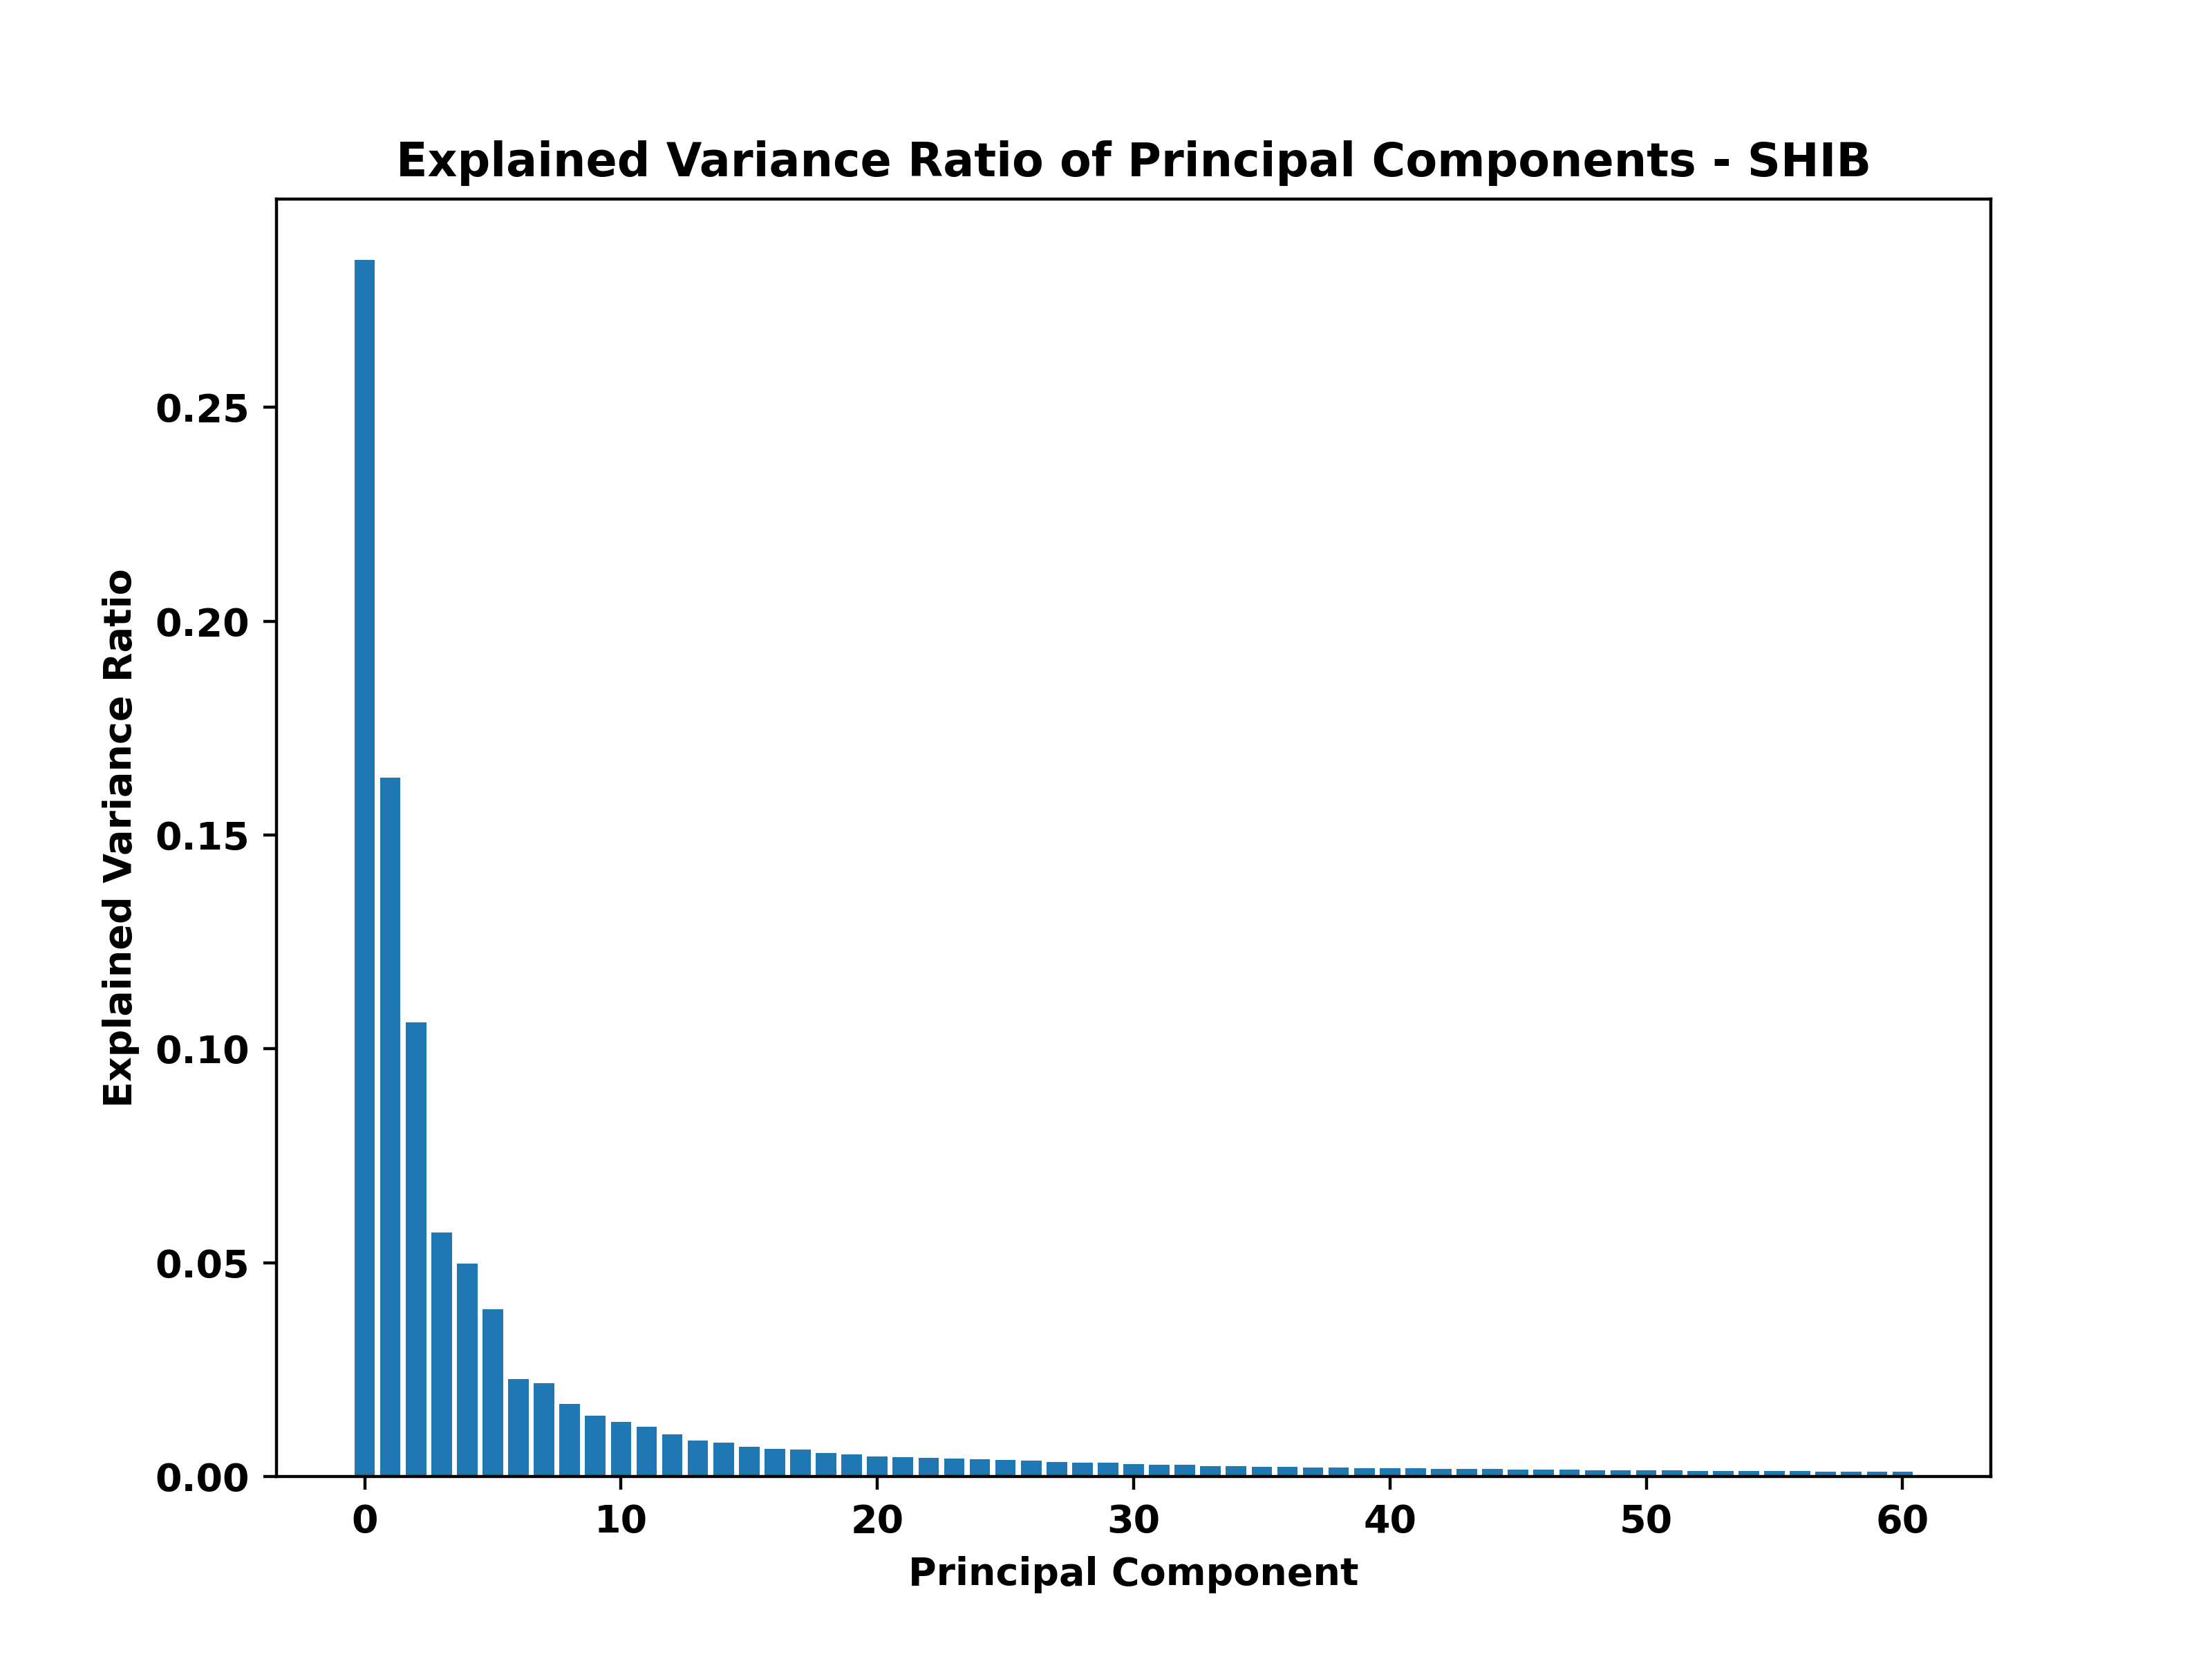 Explained Variance Ratio of Principal Components - SHIB
Explained Variance Ratio
0.25
0.20
0.15
0.10
0.05
0.00
0 10 20 30 40 50 60
Principal Component